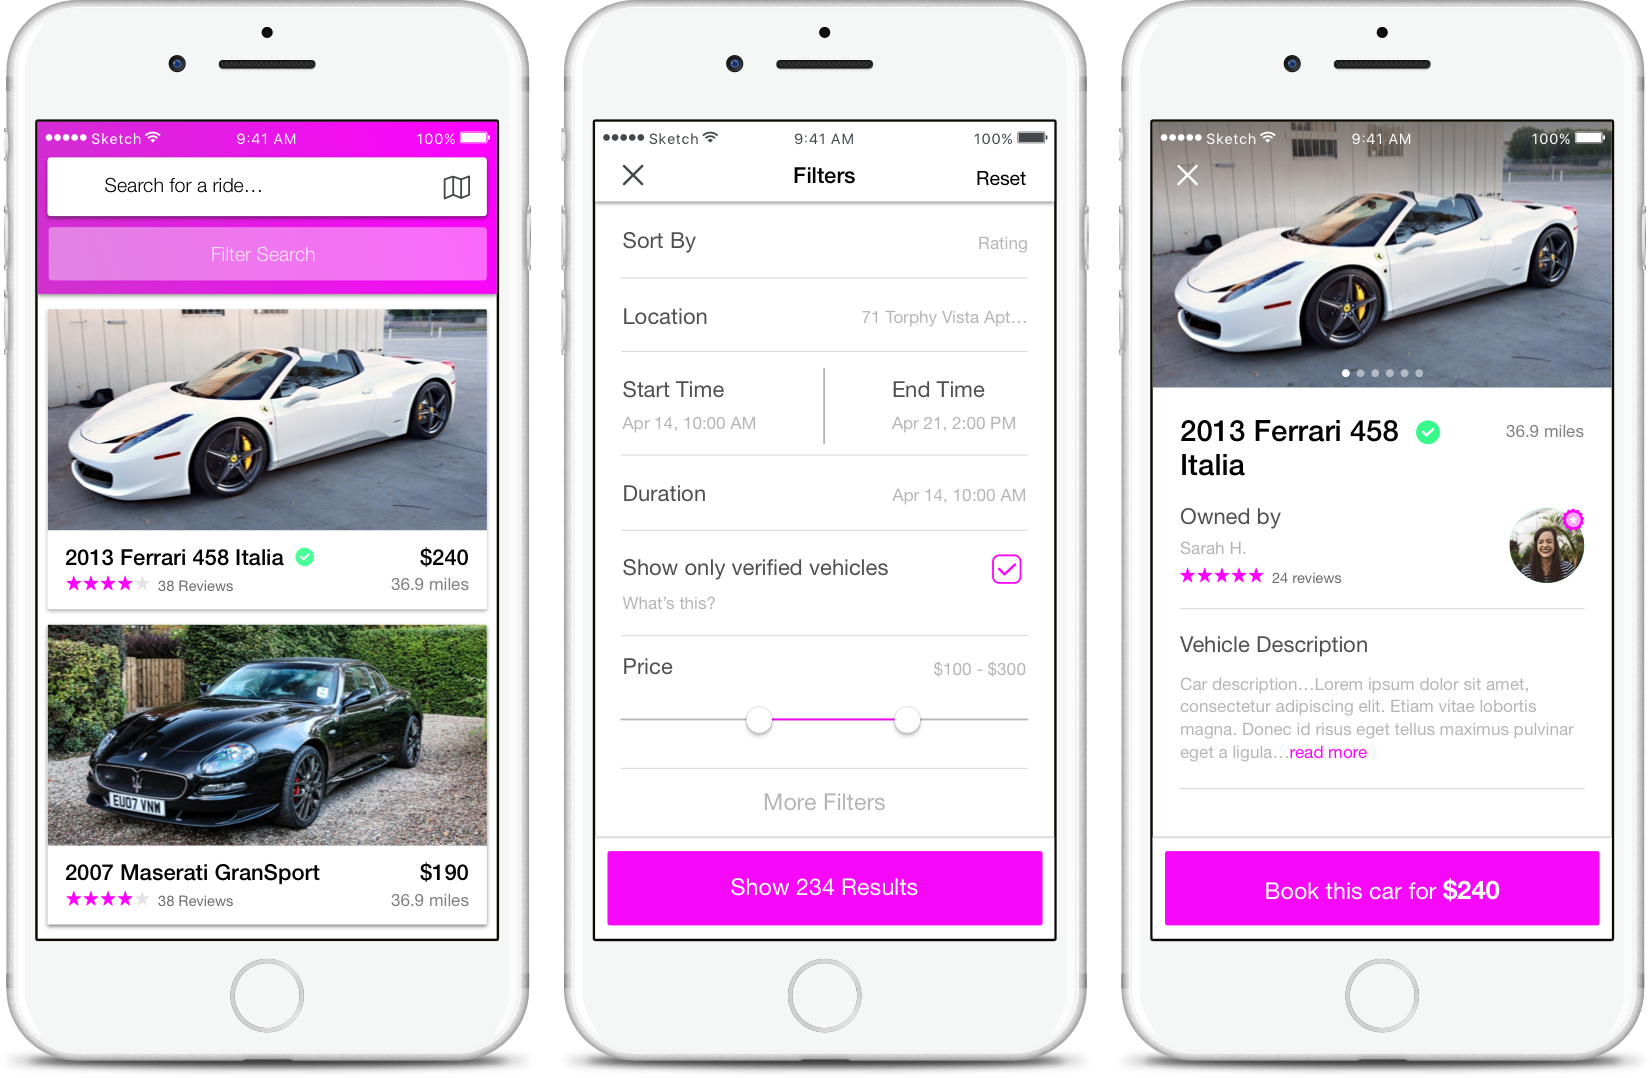 Sketch 9:41 AM 100%
Search for a ride...
Filter Search
2013 Ferrari 458 Italia $240
38 Reviews 36.9 miles
EU07 VNW
2007 Maserati GranSport $190
38 Reviews 36.9 miles
Sketch 9:41 AM 100%
Filters Reset
Sort By Rating
Location 71 Torphy Vista Apt...
Start Time End Time
Apr 14, 10:00 AM Apr 21, 2:00 PM
Duration Apr 14, 10:00 AM
Show only verified vehicles
What's this?
Price $100 - $300
More Filters
Show 234 Results
Sketch 9:41 AM 100%
2013 Ferrari 458 36.9 miles
Italia
Owned by
Sarah H.
24 reviews
Vehicle Description
Car description...Lorem ipsum dolor sit amet,
consectetur adipiscing elit. Etiam vitae lobortis
magna. Donec id risus eget tellus maximus pulvinar
eget a ligula...read more
Book this car for $240